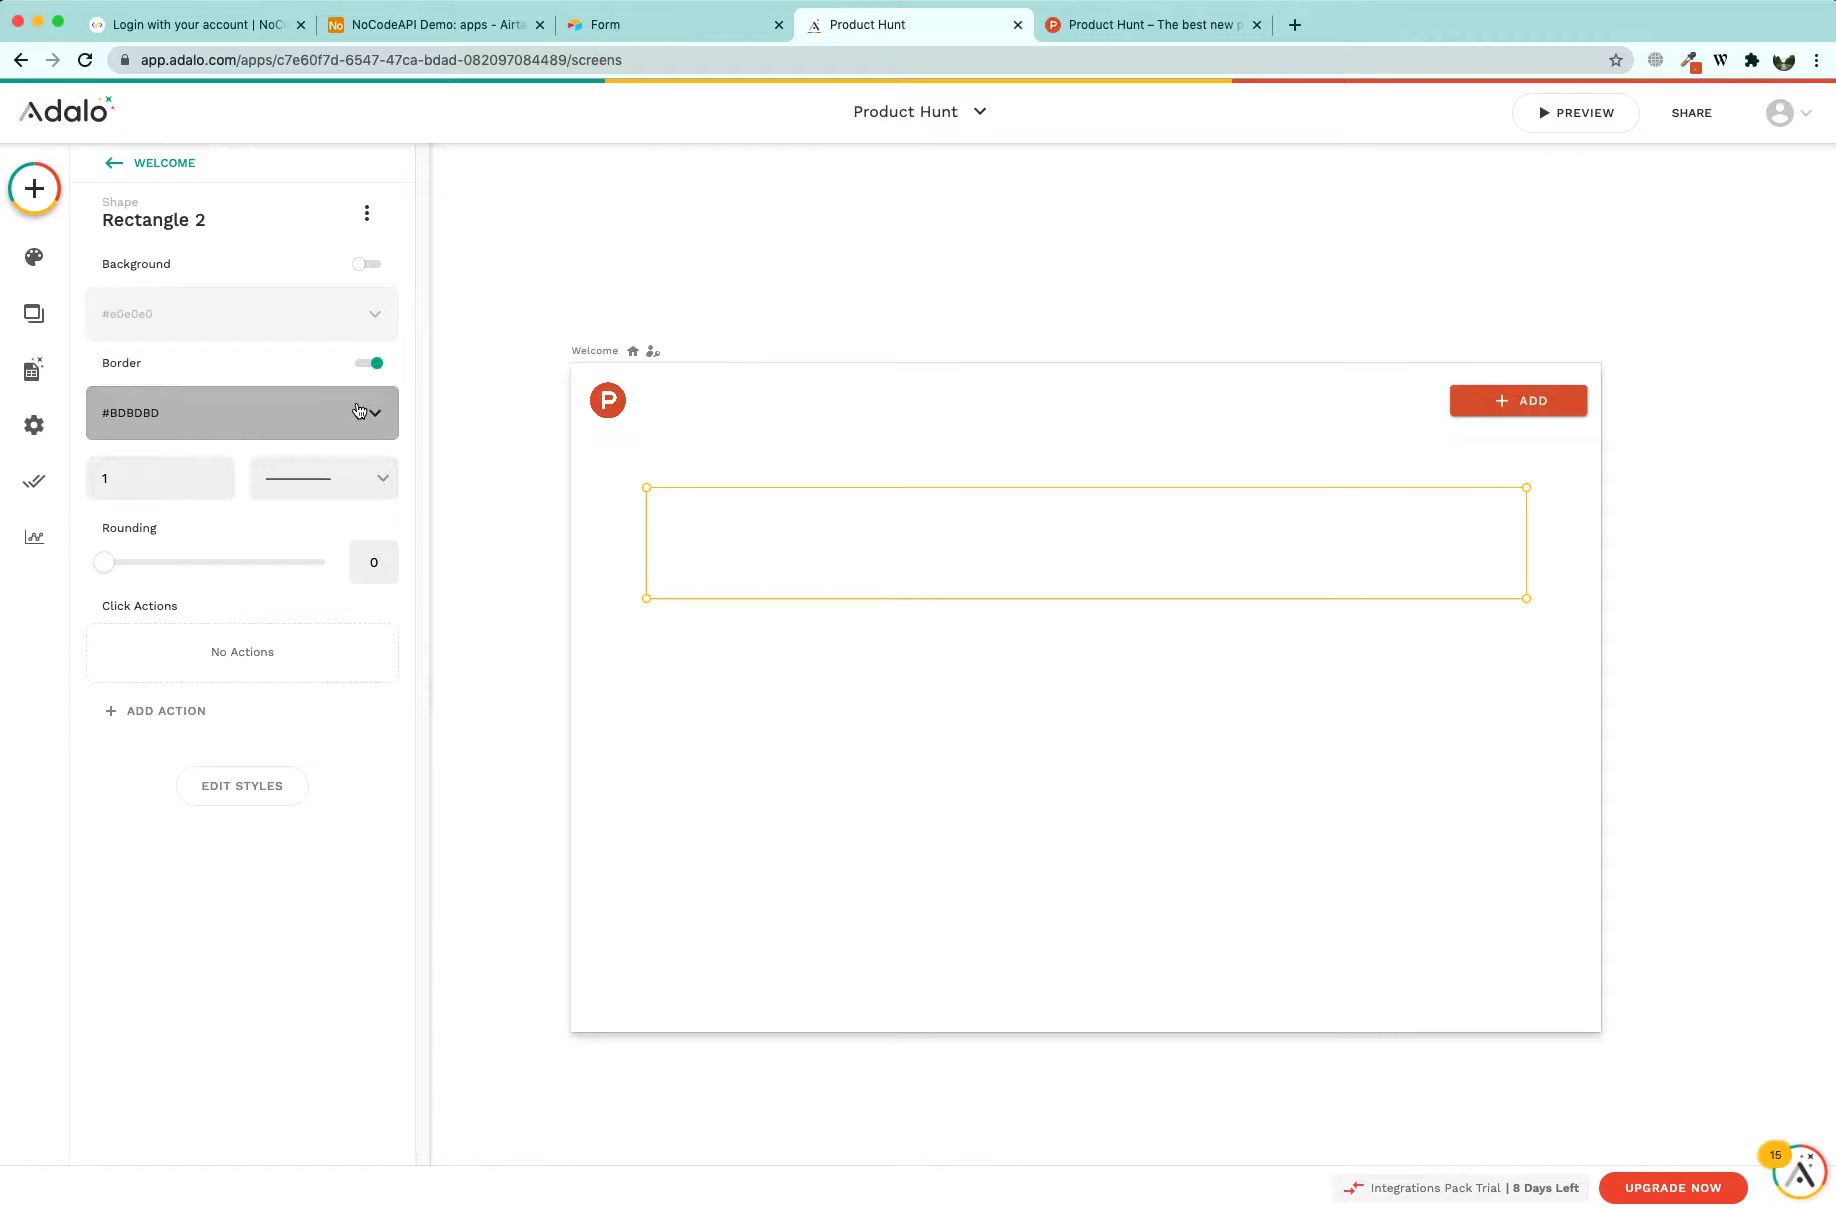 Login with your account | NoC
NoCodeAPI Demo: apps - Airta
Form
Product Hunt
Product Hunt – The best new p
app.adalo.com/apps/c7e60f7d-6547-47ca-bdad-082097084489/screens
Adalo
Product Hunt
PREVIEW
SHARE
WELCOME
Shape
Rectangle 2
Background
#e0e0e0
Border
#BDBDBD
1
Rounding
0
Click Actions
No Actions
ADD ACTION
EDIT STYLES
Welcome
P
+ ADD
Integrations Pack Trial | 8 Days Left
UPGRADE NOW
15